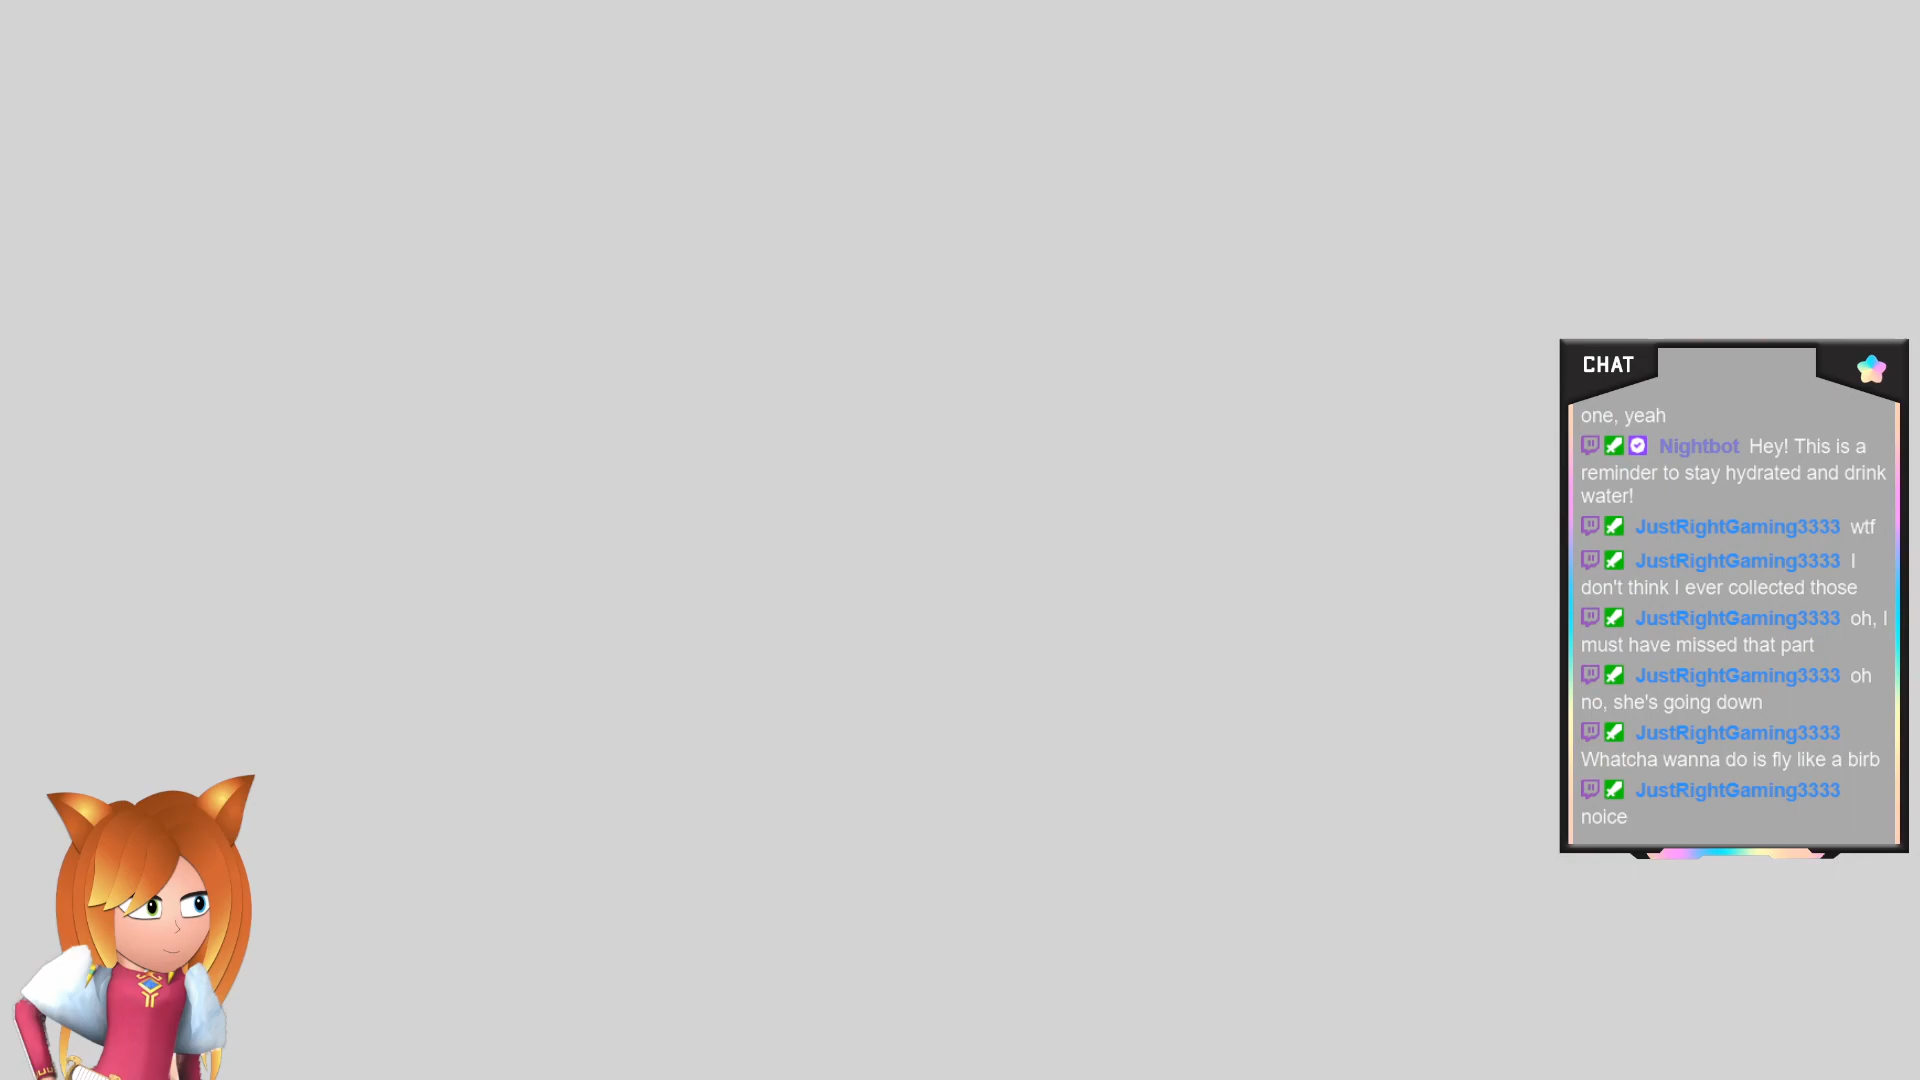 CHAT
one, yeah
Nightbot Hey! This is a
reminder to stay hydrated and drink
water!
JustRightGaming3333 wtf
JustRightGaming3333 I
don't think I ever collected those
JustRightGaming3333 oh, I
must have missed that part
JustRightGaming3333 oh
no, she's going down
JustRightGaming3333
Whatcha wanna do is fly like a birb
JustRightGaming3333
noice